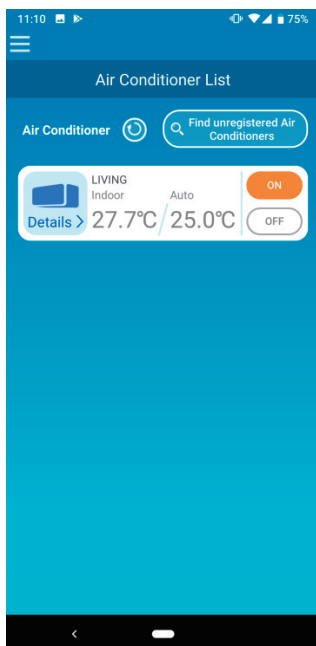 11:10 75%
Air Conditioner List
Air Conditioner
Find unregistered Air
Conditioners
LIVING
Indoor Auto
27.7℃ 25.0℃
Details >
ON
OFF